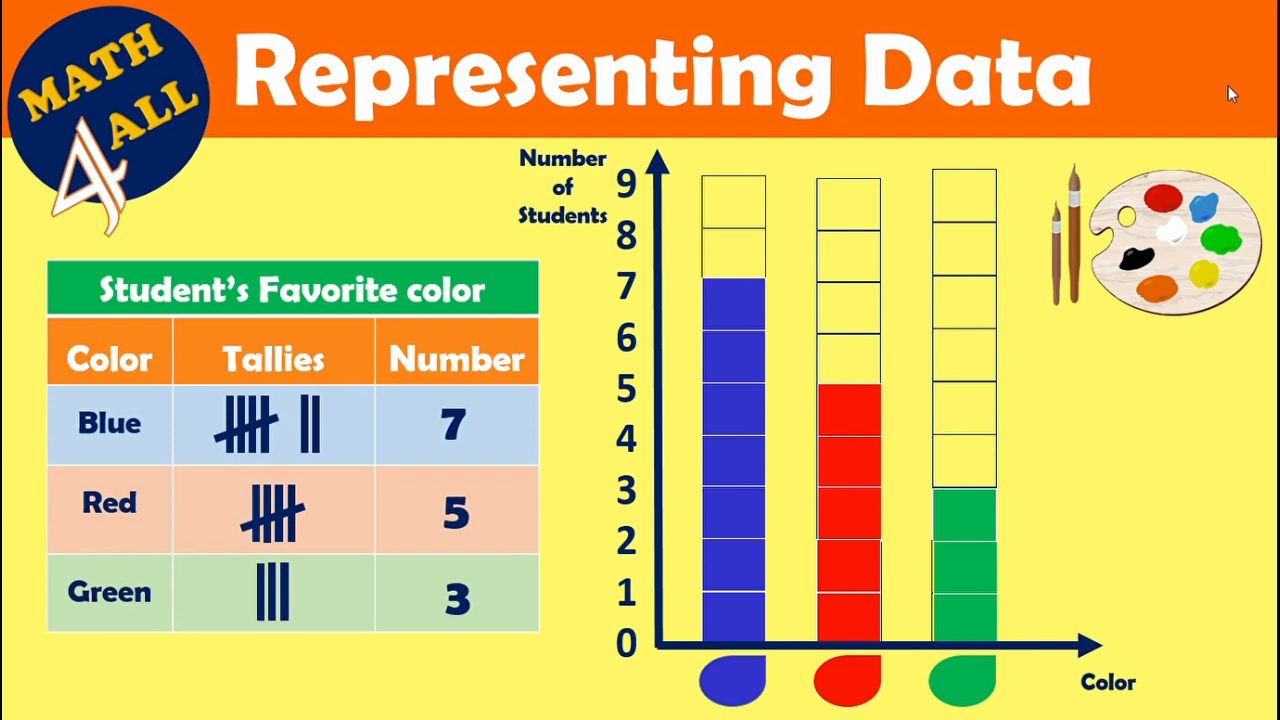 MATH
4 ALL
Representing Data
Number
of
Students
9
8
7
6
5
4
3
2
1
0
Color
Student's Favorite color
Color Tallies Number
Blue 7
Red 5
Green 3